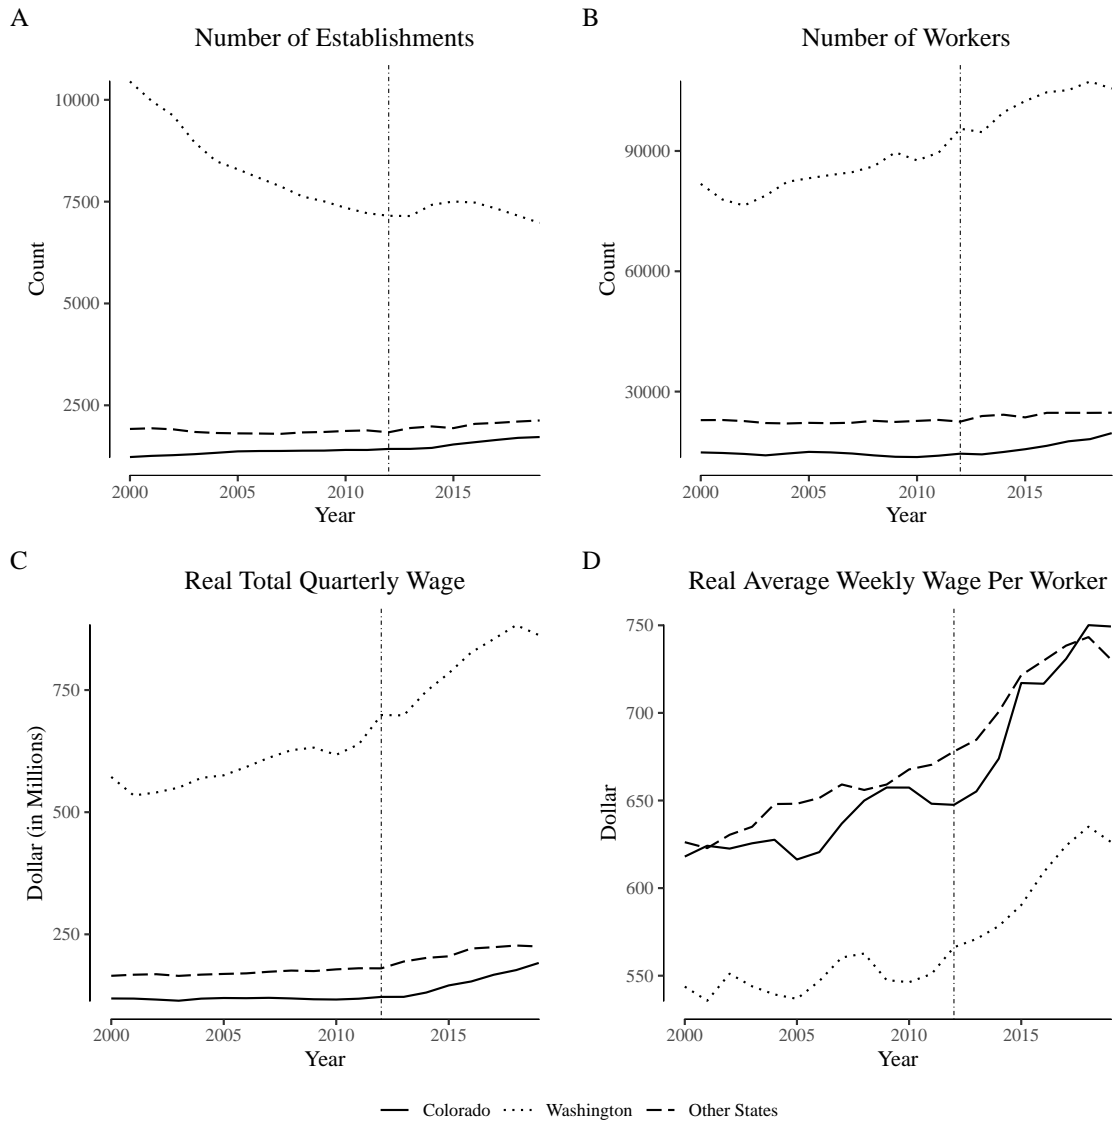 A
Number of Establishments
10000
7500
5000
2500
Count
2000 2005 2010 2015
Year
B
Number of Workers
90000
60000
30000
Count
2000 2005 2010 2015
Year
C
Real Total Quarterly Wage
750
500
250
Dollar (in Millions)
2000 2005 2010 2015
Year
D
Real Average Weekly Wage Per Worker
750
700
650
600
550
Dollar
2000 2005 2010 2015
Year
Colorado Washington Other States